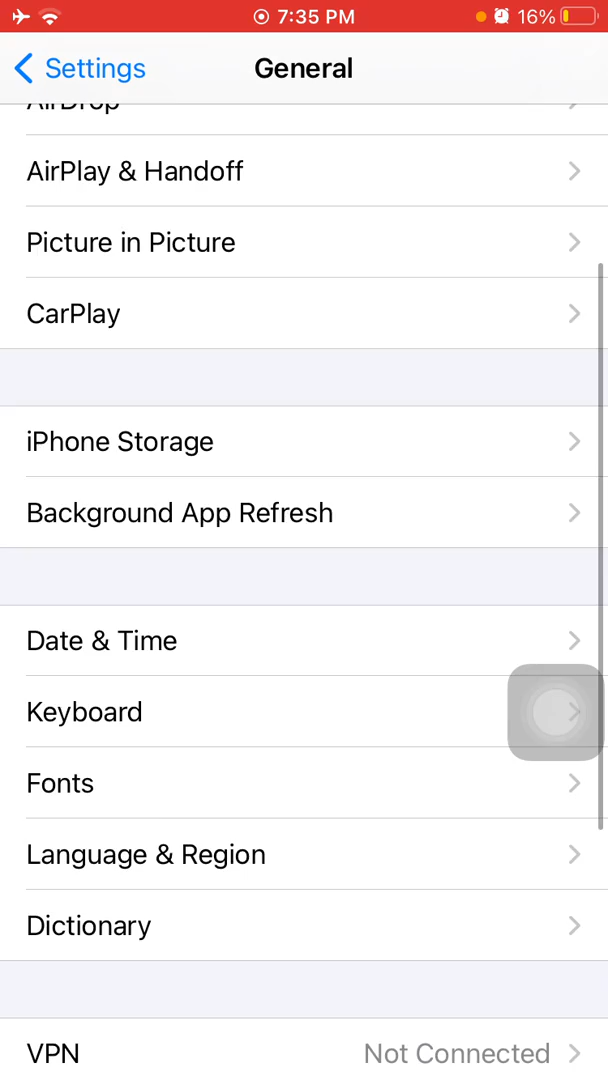 7:35 PM 16%
Settings General
AirDrop
AirPlay & Handoff
Picture in Picture
CarPlay
iPhone Storage
Background App Refresh
Date & Time
Keyboard
Fonts
Language & Region
Dictionary
VPN Not Connected